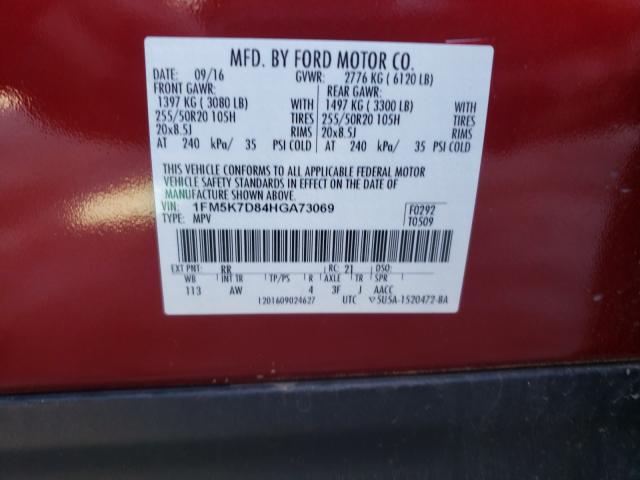 MFD. BY FORD MOTOR CO.
DATE: 09/16 GVWR: 2776 KG ( 6120 LB)
FRONT GAWR: REAR GAWR:
1397 KG ( 3080 LB) WITH 1497 KG ( 3300 LB) WITH
255/50R20 105H TIRES 255/50R20 105H TIRES
20x8.5J RIMS 20x8.5J RIMS
AT 240 kPa/ 35 PSI COLD AT 240 kPa/ 35 PSI COLD
THIS VEHICLE CONFORMS TO ALL APPLICABLE FEDERAL MOTOR
VEHICLE SAFETY STANDARDS IN EFFECT ON THE DATE OF
MANUFACTURE SHOWN ABOVE.
VIN: 1FM5K7D84HGA73069 F0292
TYPE: MPV T0509
EXT PNT: RR RC: 21 DSO:
WB INT TR TP/PS R AXLE TR SPR
113 AW 4 3F J AACC
1201609024627 UTC 5U5A-1520472-BA